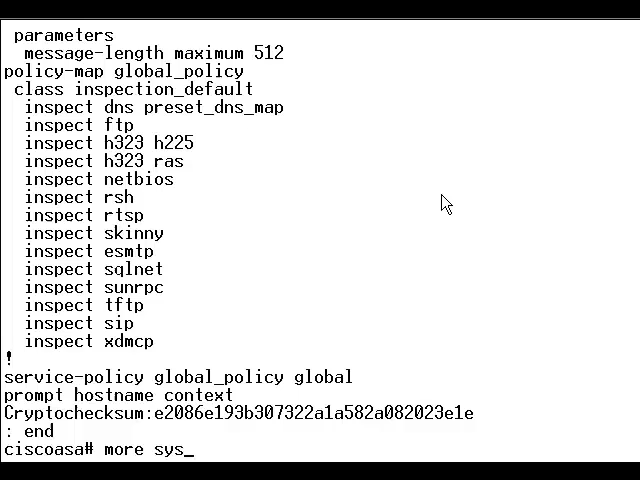 parameters
message-length maximum 512
policy-map global_policy
class inspection_default
inspect dns preset_dns_map
inspect ftp
inspect h323 h225
inspect h323 ras
inspect netbios
inspect rsh
inspect rtsp
inspect skinny
inspect esmtp
inspect sqlnet
inspect sunrpc
inspect tftp
inspect sip
inspect xdmcp
!
service-policy global_policy global
prompt hostname context
Cryptochecksum:e2086e193b307322a1a582a082023e1e
: end
ciscoasa# more sys_